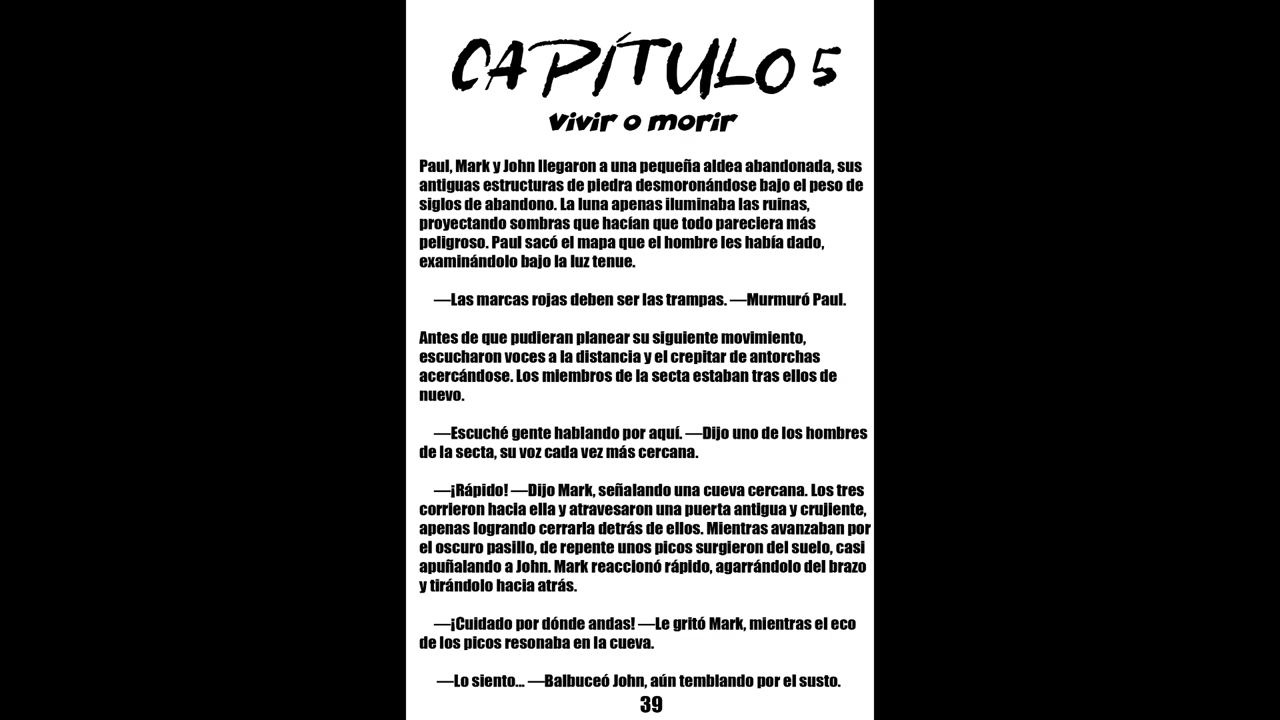 CAPÍTULO 5
Vivir o morir
Paul, Mark y John llegaron a una pequeña aldea abandonada, sus
antiguas estructuras de piedra desmoronándose bajo el peso de
siglos de abandono. La luna apenas iluminaba las ruinas,
proyectando sombras que hacían que todo pareciera más
peligroso. Paul sacó el mapa que el hombre les había dado,
examinándolo bajo la luz tenue.
—Las marcas rojas deben ser las trampas. —Murmuró Paul.
Antes de que pudieran planear su siguiente movimiento,
escucharon voces a la distancia y el crepitar de antorchas
acercándose. Los miembros de la secta estaban tras ellos de
nuevo.
—Escuché gente hablando por aquí. —Dijo uno de los hombres
de la secta, su voz cada vez más cercana.
—¡Rápido! —Dijo Mark, señalando una cueva cercana. Los tres
corrieron hacia ella y atravesaron una puerta antigua y crujiente,
apenas logrando cerrarla detrás de ellos. Mientras avanzaban por
el oscuro pasillo, de repente unos picos surgieron del suelo, casi
apuñalando a John. Mark reaccionó rápido, agarrándolo del brazo
y tirándolo hacia atrás.
—¡Cuidado por dónde andas! —Le gritó Mark, mientras el eco
de los picos resonaba en la cueva.
—Lo siento... —Balbuceó John, aún temblando por el susto.
39